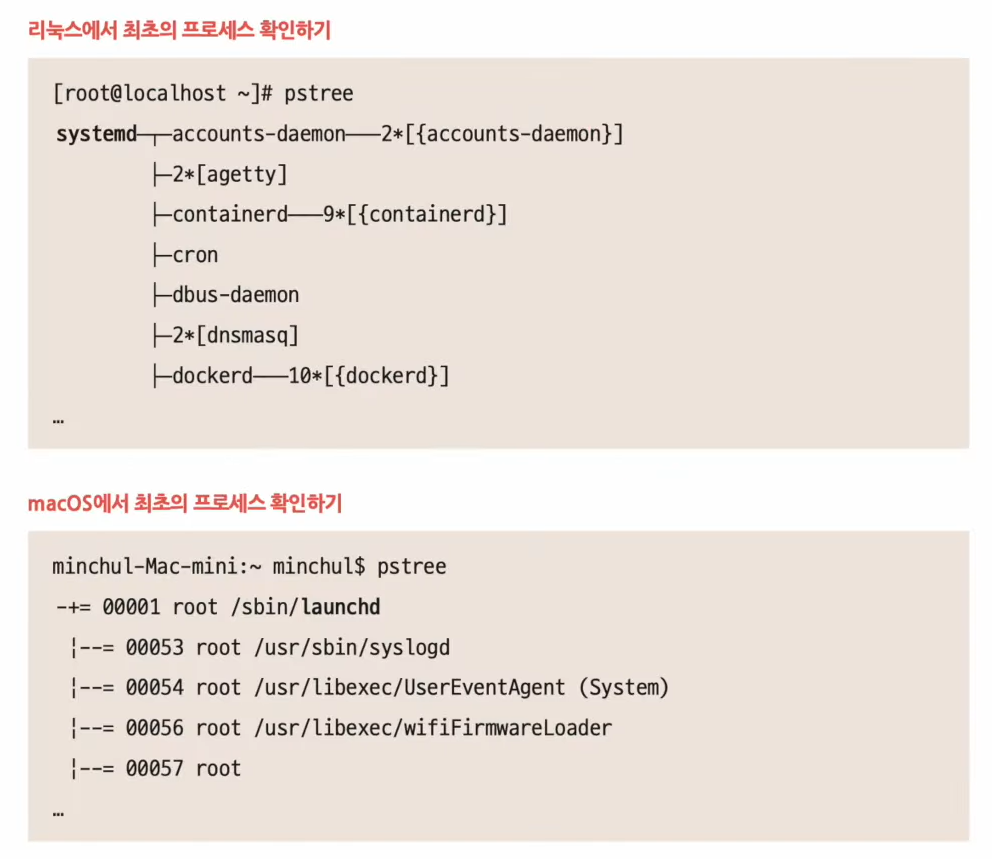 리눅스에서 최초의 프로세스 확인하기
[root@localhost ~]# pstree
systemd─┬─accounts-daemon───2*[{accounts-daemon}]
├─2*[agetty]
├─containerd───9*[{containerd}]
├─cron
├─dbus-daemon
├─2*[dnsmasq]
├─dockerd───10*[{dockerd}]
…
macOS에서 최초의 프로세스 확인하기
minchul-Mac-mini:~ minchul$ pstree
-+= 00001 root /sbin/launchd
¦--= 00053 root /usr/sbin/syslogd
¦--= 00054 root /usr/libexec/UserEventAgent (System)
¦--= 00056 root /usr/libexec/wifiFirmwareLoader
¦--= 00057 root
…